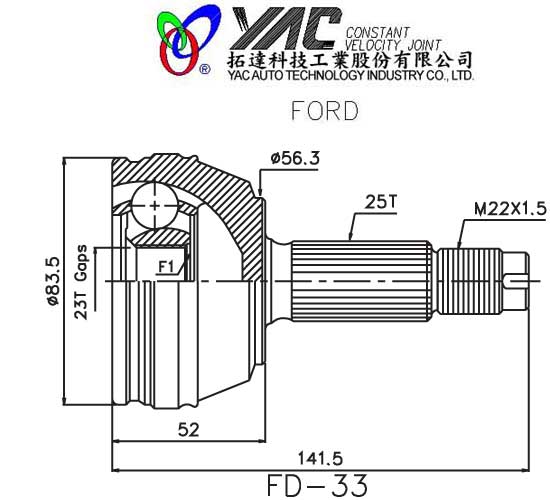 YAC CONSTANT
VELOCITY JOINT
拓達科技工業股份有限公司
® YAC AUTO TECHNOLOGY INDUSTRY CO., LTD.
FORD
ø56.3
25T
M22X1.5
F1
23T Gaps
ø83.5
52
141.5
FD-33